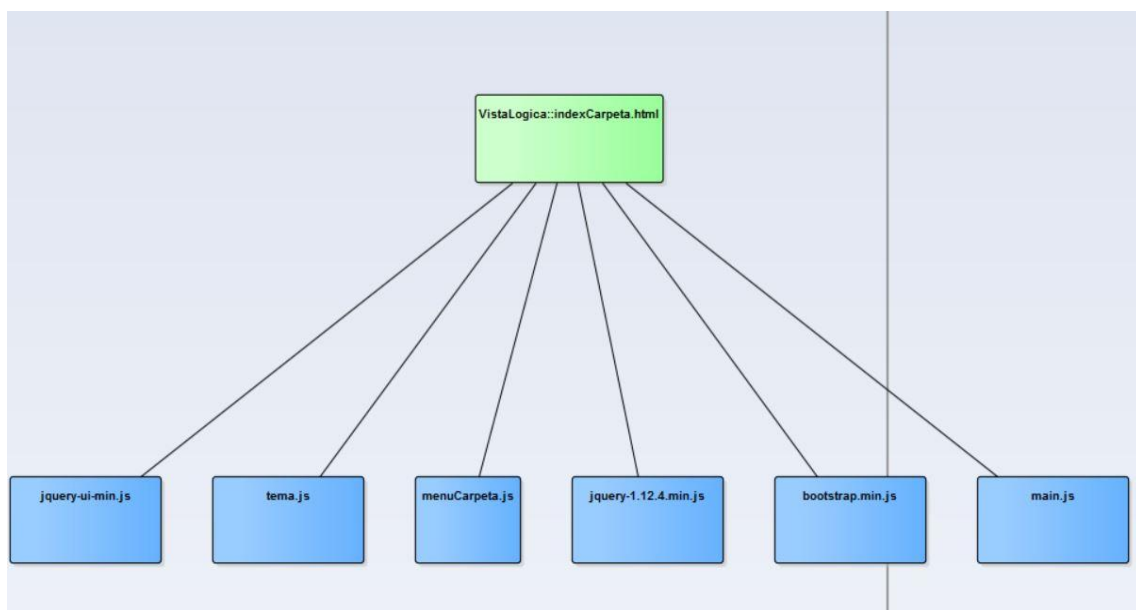 VistaLogica::indexCarpeta.html
jquery-ui-min.js
tema.js
menuCarpeta.js
jquery-1.12.4.min.js
bootstrap.min.js
main.js